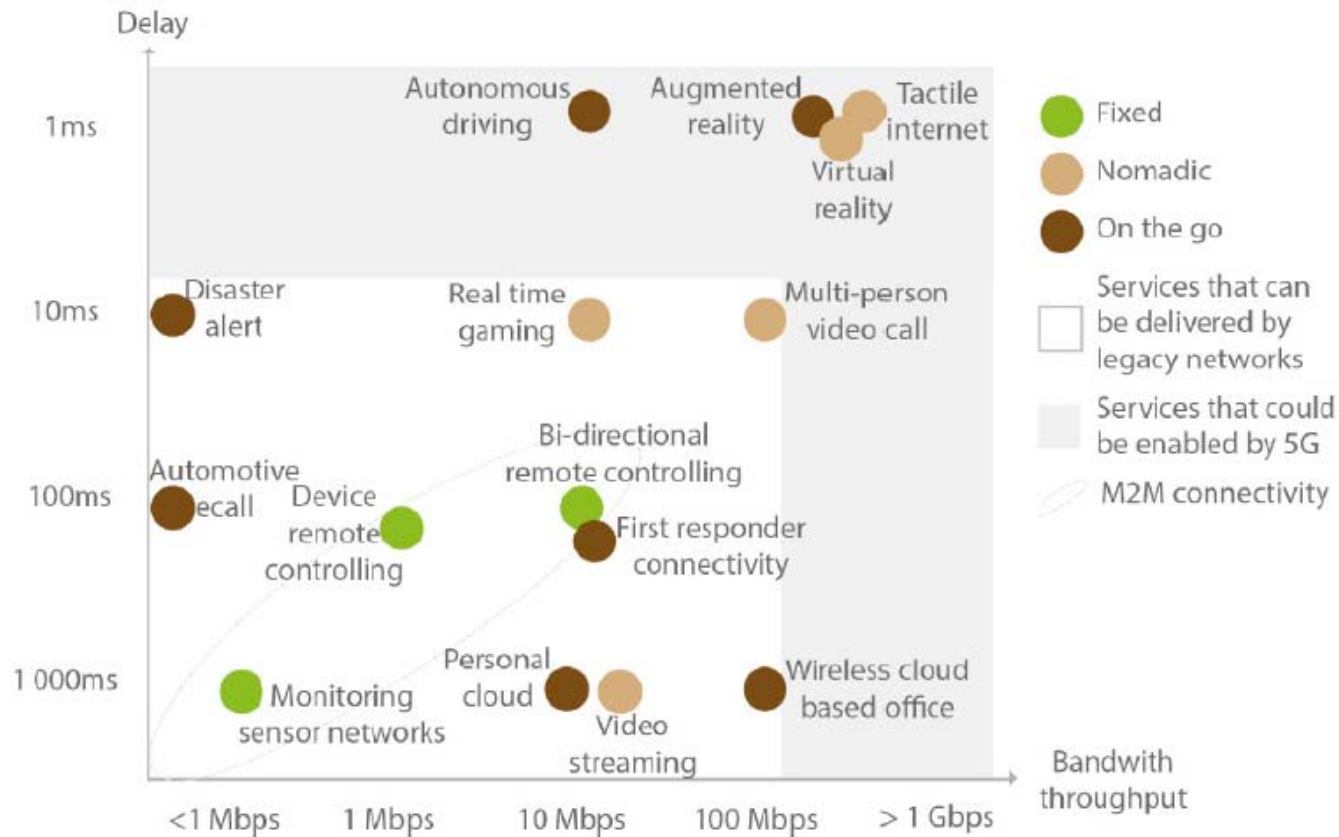 Delay
1ms
10ms
100ms
1 000ms
Autonomous
driving
Augmented
reality
Tactile
internet
Virtual
reality
Disaster
alert
Real time
gaming
Multi-person
video call
Automotive
ecall
Device
remote
controlling
Bi-directional
remote controlling
First responder
connectivity
Monitoring
sensor networks
Personal
cloud
Video
streaming
Wireless cloud
based office
<1 Mbps
1 Mbps
10 Mbps
100 Mbps
> 1 Gbps
Bandwith
throughput
Fixed
Nomadic
On the go
Services that can
be delivered by
legacy networks
Services that could
be enabled by 5G
M2M connectivity